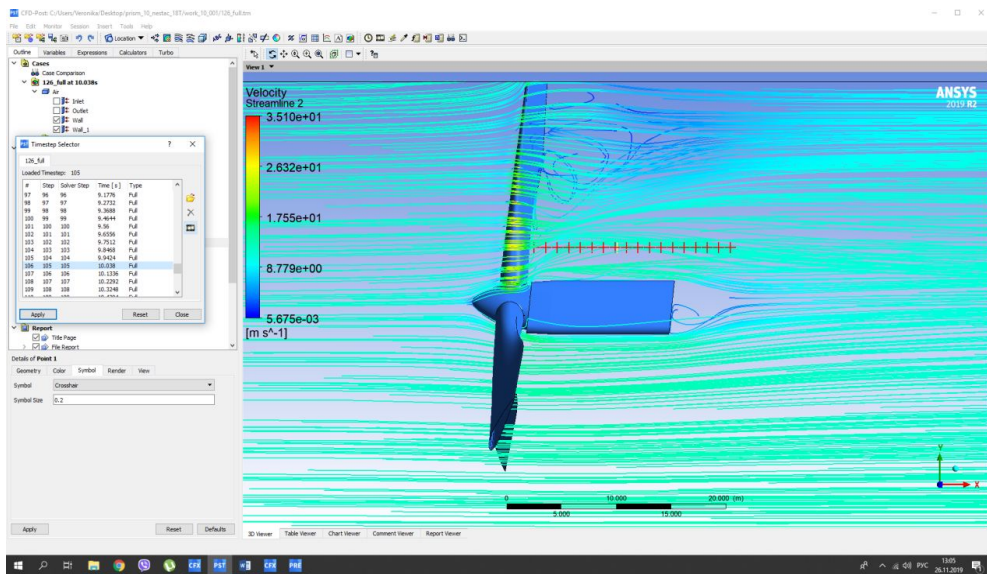 CFD-Post: C:/Users/Veronika/Desktop/prism_10_nestac_18T/work_10_001/126_full.trn
File Edit Monitor Session Insert Tools Help
Location
Outline Variables Expressions Calculators Turbo
Cases
Case Comparison
126_full at 10.038s
Air
Inlet
Outlet
Wall
Wall_1
Timestep Selector ? ×
126_full
Loaded Timestep: 105
# Step Solver Step Time [ s ] Type
97 96 96 9.1776 Full
98 97 97 9.2732 Full
99 98 98 9.3688 Full
100 99 99 9.4644 Full
101 100 100 9.56 Full
102 101 101 9.6556 Full
103 102 102 9.7512 Full
104 103 103 9.8468 Full
105 104 104 9.9424 Full
106 105 105 10.038 Full
107 106 106 10.1336 Full
108 107 107 10.2292 Full
109 108 108 10.3248 Full
Apply Reset Close
Report
Title Page
File Report
Details of Point 1
Geometry Color Symbol Render View
Symbol Crosshair
Symbol Size 0.2
Apply Reset Defaults
View 1
Velocity
Streamline 2
3.510e+01
2.632e+01
1.755e+01
8.779e+00
5.675e-03
[m s^-1]
ANSYS
2019 R2
Y
X
0 10.000 20.000 (m)
5.000 15.000
3D Viewer Table Viewer Chart Viewer Comment Viewer Report Viewer
CFX PST CFX PRE
РУС
13:05
26.11.2019